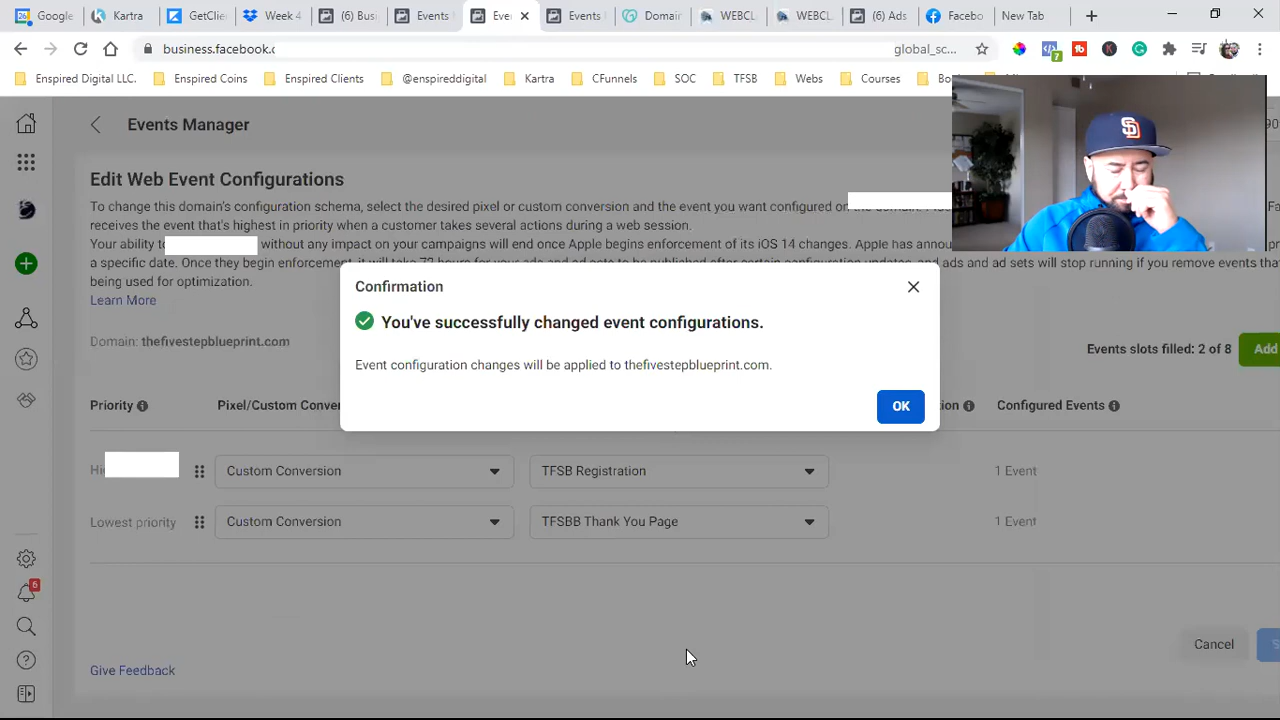 Google
Kartra
GetClien
Week 4
(6) Busi
Events
Eve
Events
Domain
WEBCL
WEBCL
(6) Ads
Facebo
New Tab
business.facebook.c
global_sc...
7
Enspired Digital LLC.
Enspired Coins
Enspired Clients
@enspireddigital
Kartra
CFunnels
SOC
TFSB
Webs
Courses
Events Manager
Edit Web Event Configurations
To change this domain's configuration schema, select the desired pixel or custom conversion and the event you want configured on the domain.
receives the event that's highest in priority when a customer takes several actions during a web session.
Your ability t without any impact on your campaigns will end once Apple begins enforcement of its iOS 14 changes. Apple has annou
a specific date. Once they begin enforcement, it will take 72 hours for your ads and ad sets to be published after certain configuration updates, and ads and ad sets will stop running if you remove events tha
being used for optimization.
Learn More
Domain: thefivestepblueprint.com
Events slots filled: 2 of 8
Add
Confirmation
You've successfully changed event configurations.
Event configuration changes will be applied to thefivestepblueprint.com.
OK
Priority
Pixel/Custom Conver
Configured Events
Custom Conversion
TFSB Registration
1 Event
Lowest priority
Custom Conversion
TFSBB Thank You Page
1 Event
6
Cancel
Give Feedback